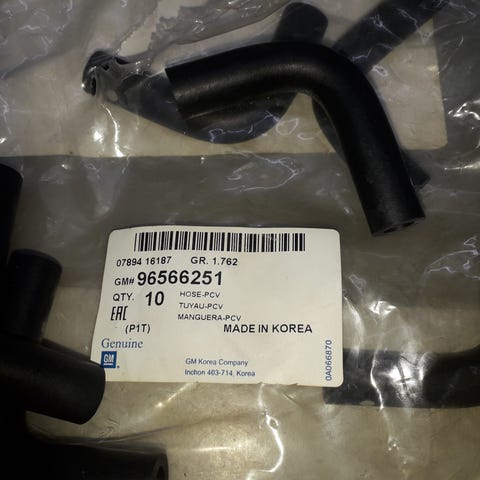 07894 16187 GR. 1.762
GM# 96566251
QTY. 10 HOSE-PCV
TUYAU-PCV
MANGUERA-PCV
EAC
(P1T) MADE IN KOREA
Genuine
GM
GM Korea Company
Inchon 403-714, Korea
0A066870